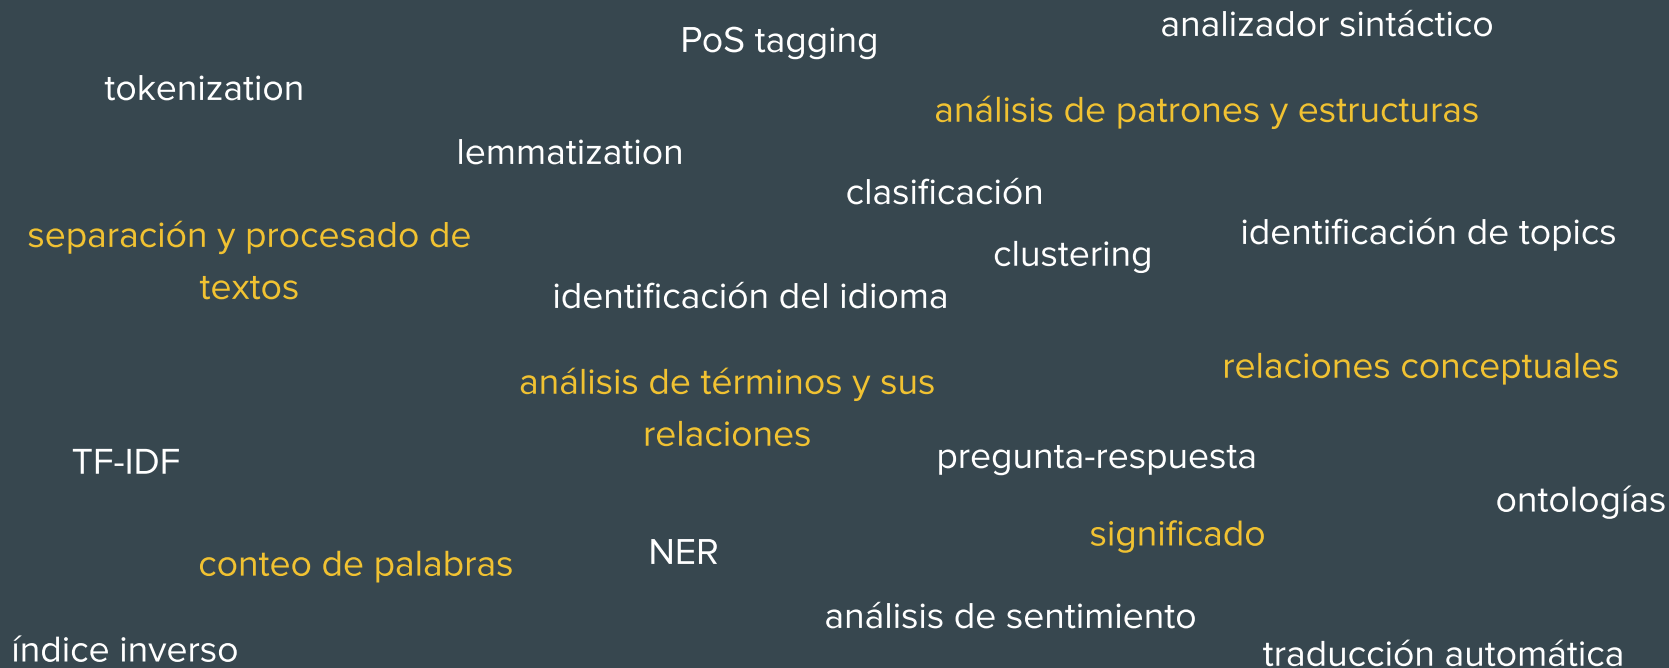 analizador sintáctico
PoS tagging
tokenization
análisis de patrones y estructuras
lemmatization
clasificación
separación y procesado de
textos
identificación de topics
clustering
identificación del idioma
relaciones conceptuales
análisis de términos y sus
relaciones
TF-IDF
pregunta-respuesta
ontologías
significado
NER
conteo de palabras
análisis de sentimiento
índice inverso
traducción automática